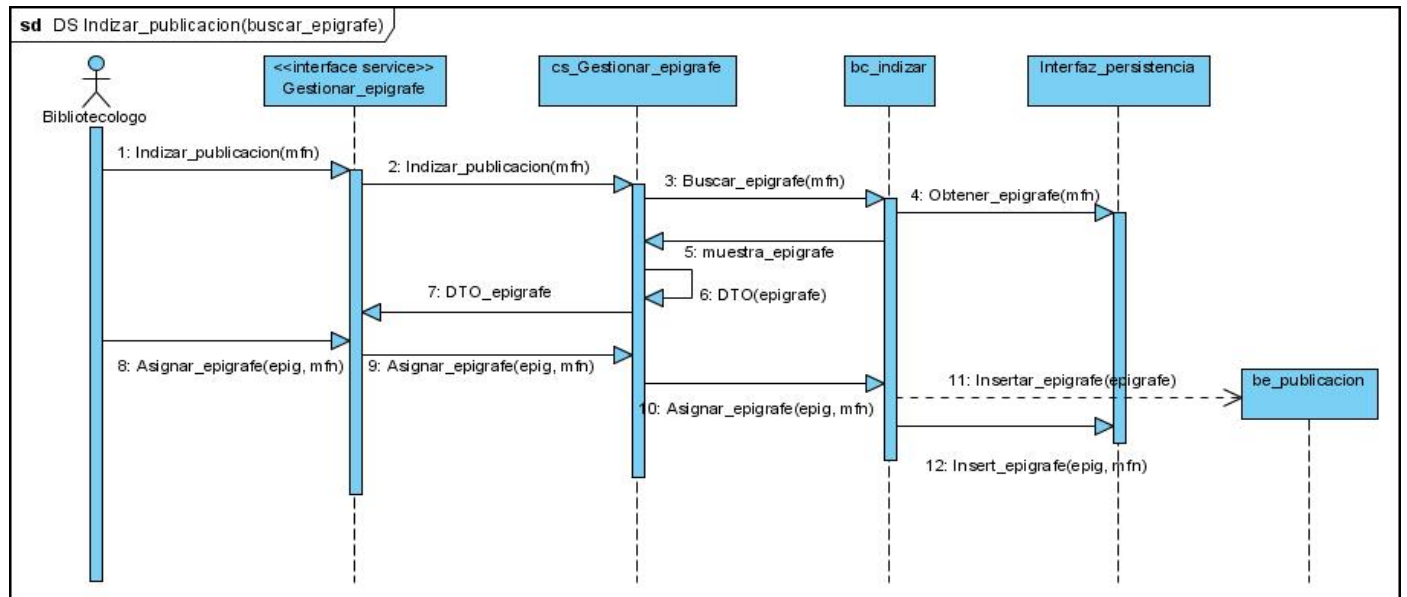 sd DS Indizar_publicacion(buscar_epigrafe)
Bibliotecologo
<<interface service>>
Gestionar_epigrafe
cs_Gestionar_epigrafe
bc_indizar
Interfaz_persistencia
1: Indizar_publicacion(mfn)
2: Indizar_publicacion(mfn)
3: Buscar_epigrafe(mfn)
4: Obtener_epigrafe(mfn)
5: muestra_epigrafe
6: DTO(epigrafe)
7: DTO_epigrafe
8: Asignar_epigrafe(epig, mfn)
9: Asignar_epigrafe(epig, mfn)
10: Asignar_epigrafe(epig, mfn)
11: Insertar_epigrafe(epigrafe)
be_publicacion
12: Insert_epigrafe(epig, mfn)